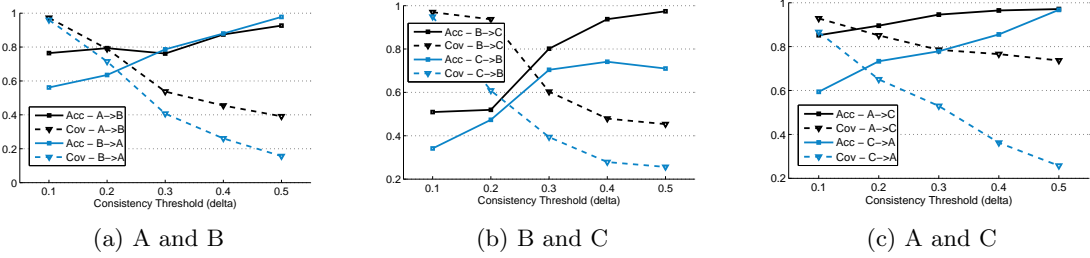 1
0.8
0.6
0.4
0.2
0
Acc − A−>B
Cov − A−>B
Acc − B−>A
Cov − B−>A
0.1 0.2 0.3 0.4 0.5
Consistency Threshold (delta)
(a) A and B
1
0.8
0.6
0.4
0.2
Acc − B−>C
Cov − B−>C
Acc − C−>B
Cov − C−>B
0.1 0.2 0.3 0.4 0.5
Consistency Threshold (delta)
(b) B and C
1
0.8
0.6
0.4
0.2
Acc − A−>C
Cov − A−>C
Acc − C−>A
Cov − C−>A
0.1 0.2 0.3 0.4 0.5
Consistency Threshold (delta)
(c) A and C